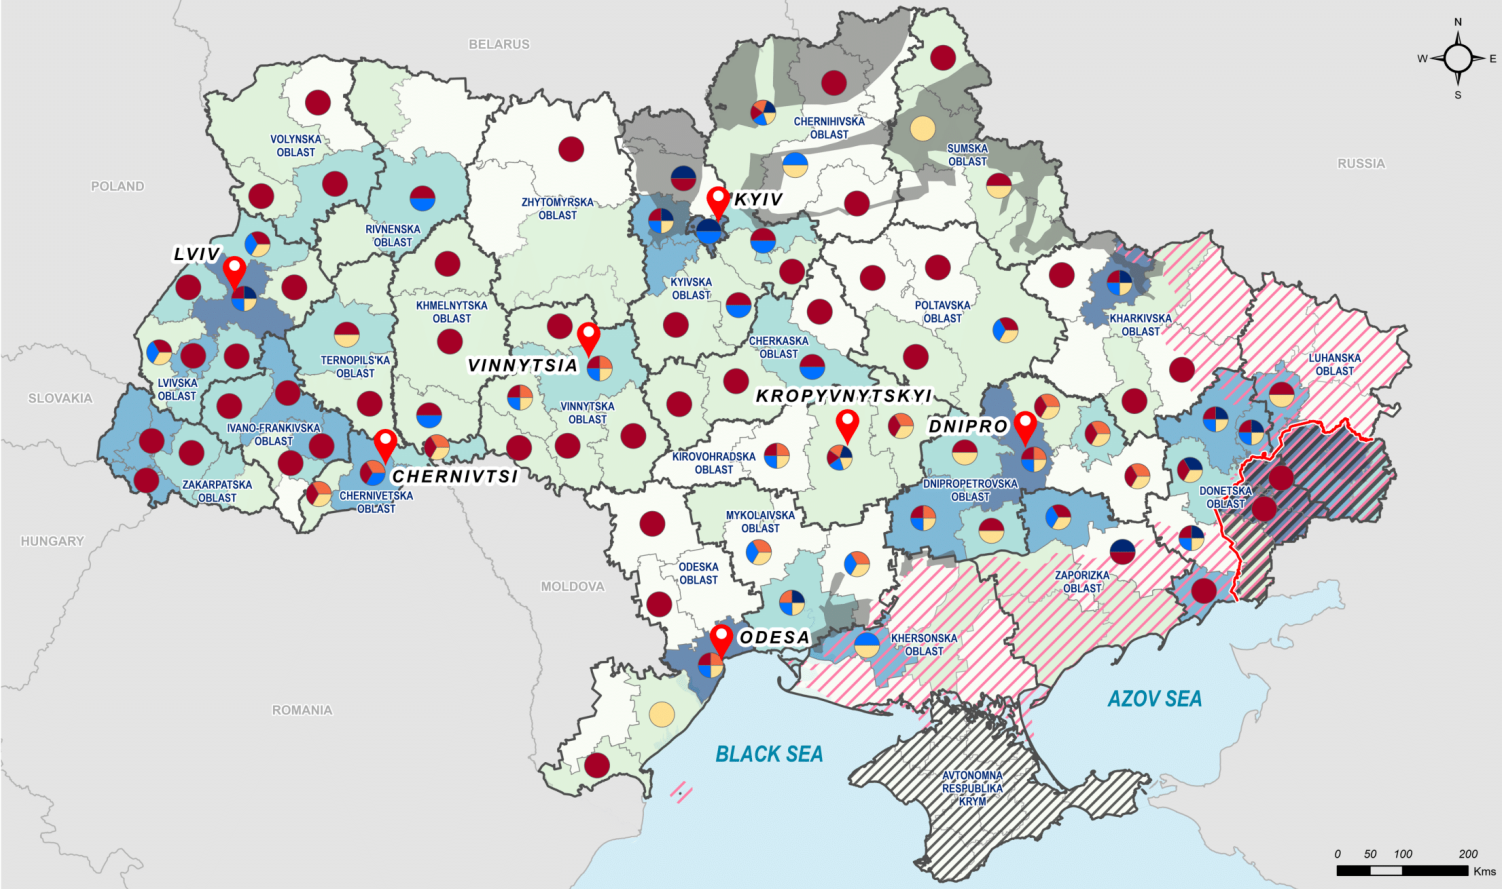 N
W
E
S
BELARUS
RUSSIA
POLAND
SLOVAKIA
HUNGARY
MOLDOVA
ROMANIA
VOLYNSKA
OBLAST
RIVNENSKA
OBLAST
ZHYTOMYRSKA
OBLAST
CHERNIHIVSKA
OBLAST
SUMSKA
OBLAST
KYIV
LVIV
KYIVSKA
OBLAST
KHMELNYTSKA
OBLAST
POLTAVSKA
OBLAST
KHARKIVSKA
OBLAST
LUHANSKA
OBLAST
CHERKASKA
OBLAST
TERNOPILS'KA
OBLAST
VINNYTSIA
LVIVSKA
OBLAST
KROPYVNYTSKYI
VINNYTSKA
OBLAST
DNIPRO
IVANO-FRANKIVSKA
OBLAST
KIROVOHRADSKA
OBLAST
CHERNIVTSI
ZAKARPATSKA
OBLAST
CHERNIVETSKA
OBLAST
DNIPROPETROVSKA
OBLAST
DONETSKA
OBLAST
MYKOLAIVSKA
OBLAST
ODESKA
OBLAST
ZAPORIZKA
OBLAST
ODESA
KHERSONSKA
OBLAST
AZOV SEA
BLACK SEA
AVTONOMNA
RESPUBLIKA
KRYM
0 50 100 200
Kms